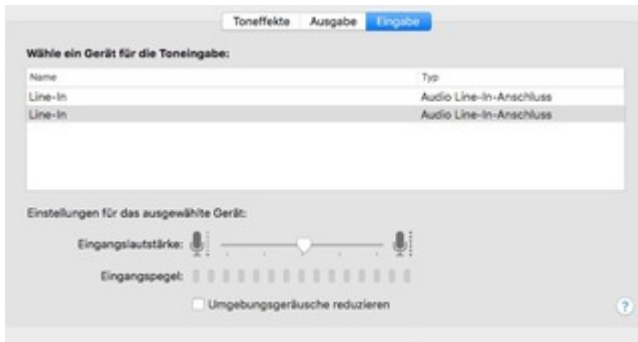 Toneffekte Ausgabe Eingabe
Wähle ein Gerät für die Toneingabe:
Name Typ
Line-In Audio Line-In-Anschluss
Line-In Audio Line-In-Anschluss
Einstellungen für das ausgewählte Gerät:
Eingangslautstärke:
Eingangspegel:
Umgebungsgeräusche reduzieren
?